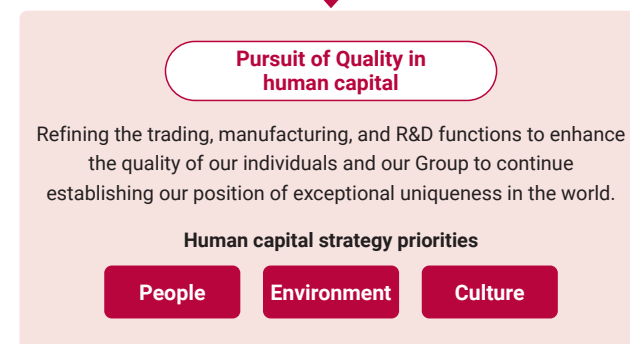 Pursuit of Quality in
human capital
Refining the trading, manufacturing, and R&D functions to enhance
the quality of our individuals and our Group to continue
establishing our position of exceptional uniqueness in the world.
Human capital strategy priorities
People Environment Culture